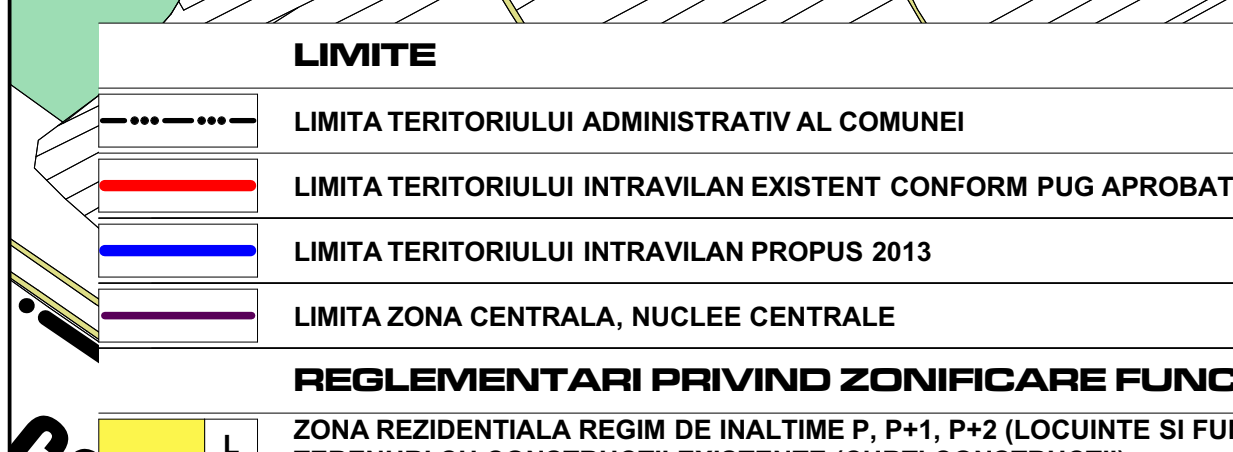 LIMITE
LIMITA TERITORIULUI ADMINISTRATIV AL COMUNEI
LIMITA TERITORIULUI INTRAVILAN EXISTENT CONFORM PUG APROBAT
LIMITA TERITORIULUI INTRAVILAN PROPUS 2013
LIMITA ZONA CENTRALA, NUCLEE CENTRALE
REGLEMENTARI PRIVIND ZONIFICARE
L
ZONA REZIDENTIALA REGIM DE INALTIME P, P+1, P+2 (LOCUINTE SI